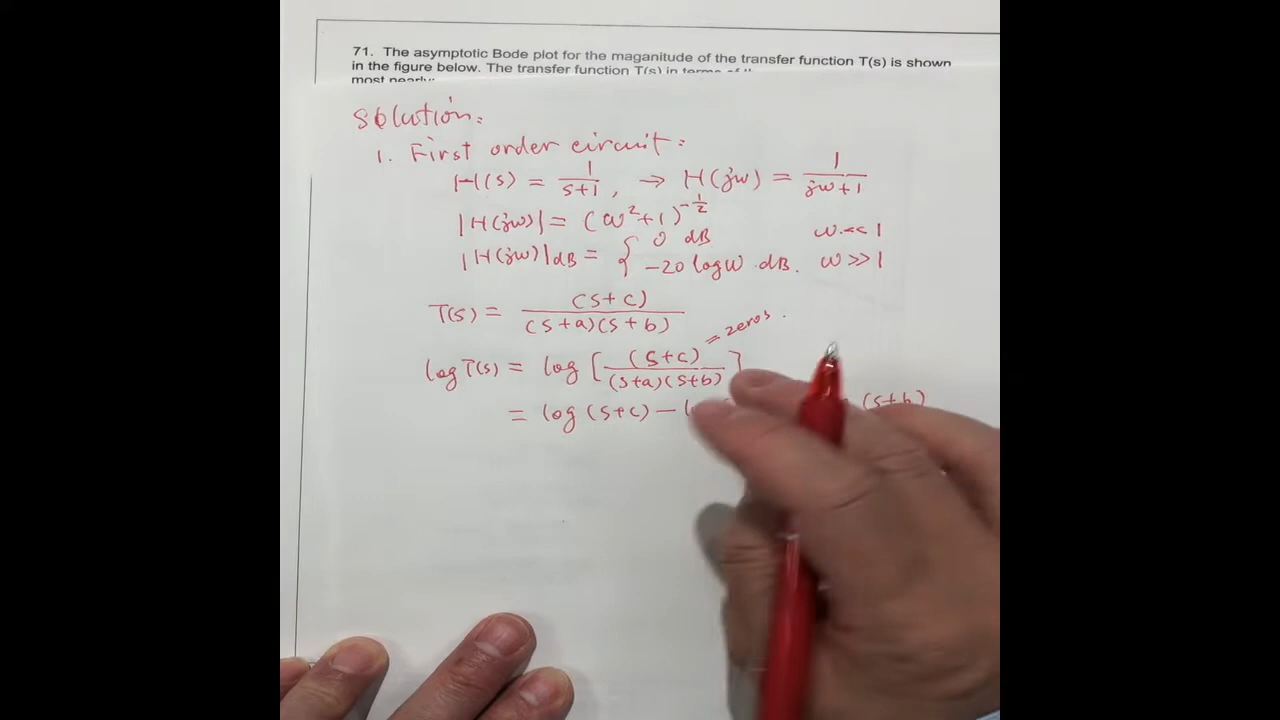 71. The asymptotic Bode plot for the maganitude of the transfer function T(s) is shown
in the figure below. The transfer function T(s) in terms of
most nearly:
Solution:
1. First order circuit:
H(s) = 1/(s+1), → H(jω) = 1/(jω+1)
|H(jω)| = (ω²+1)^(-1/2)
|H(jω)|dB = { 0 dB ω << 1
-20 log ω dB. ω >> 1
T(s) = (s+c)/((s+a)(s+b))
= zeros.
log T(s) = log [(s+c)/((s+a)(s+b))]
= log (s+c) - (s+b)